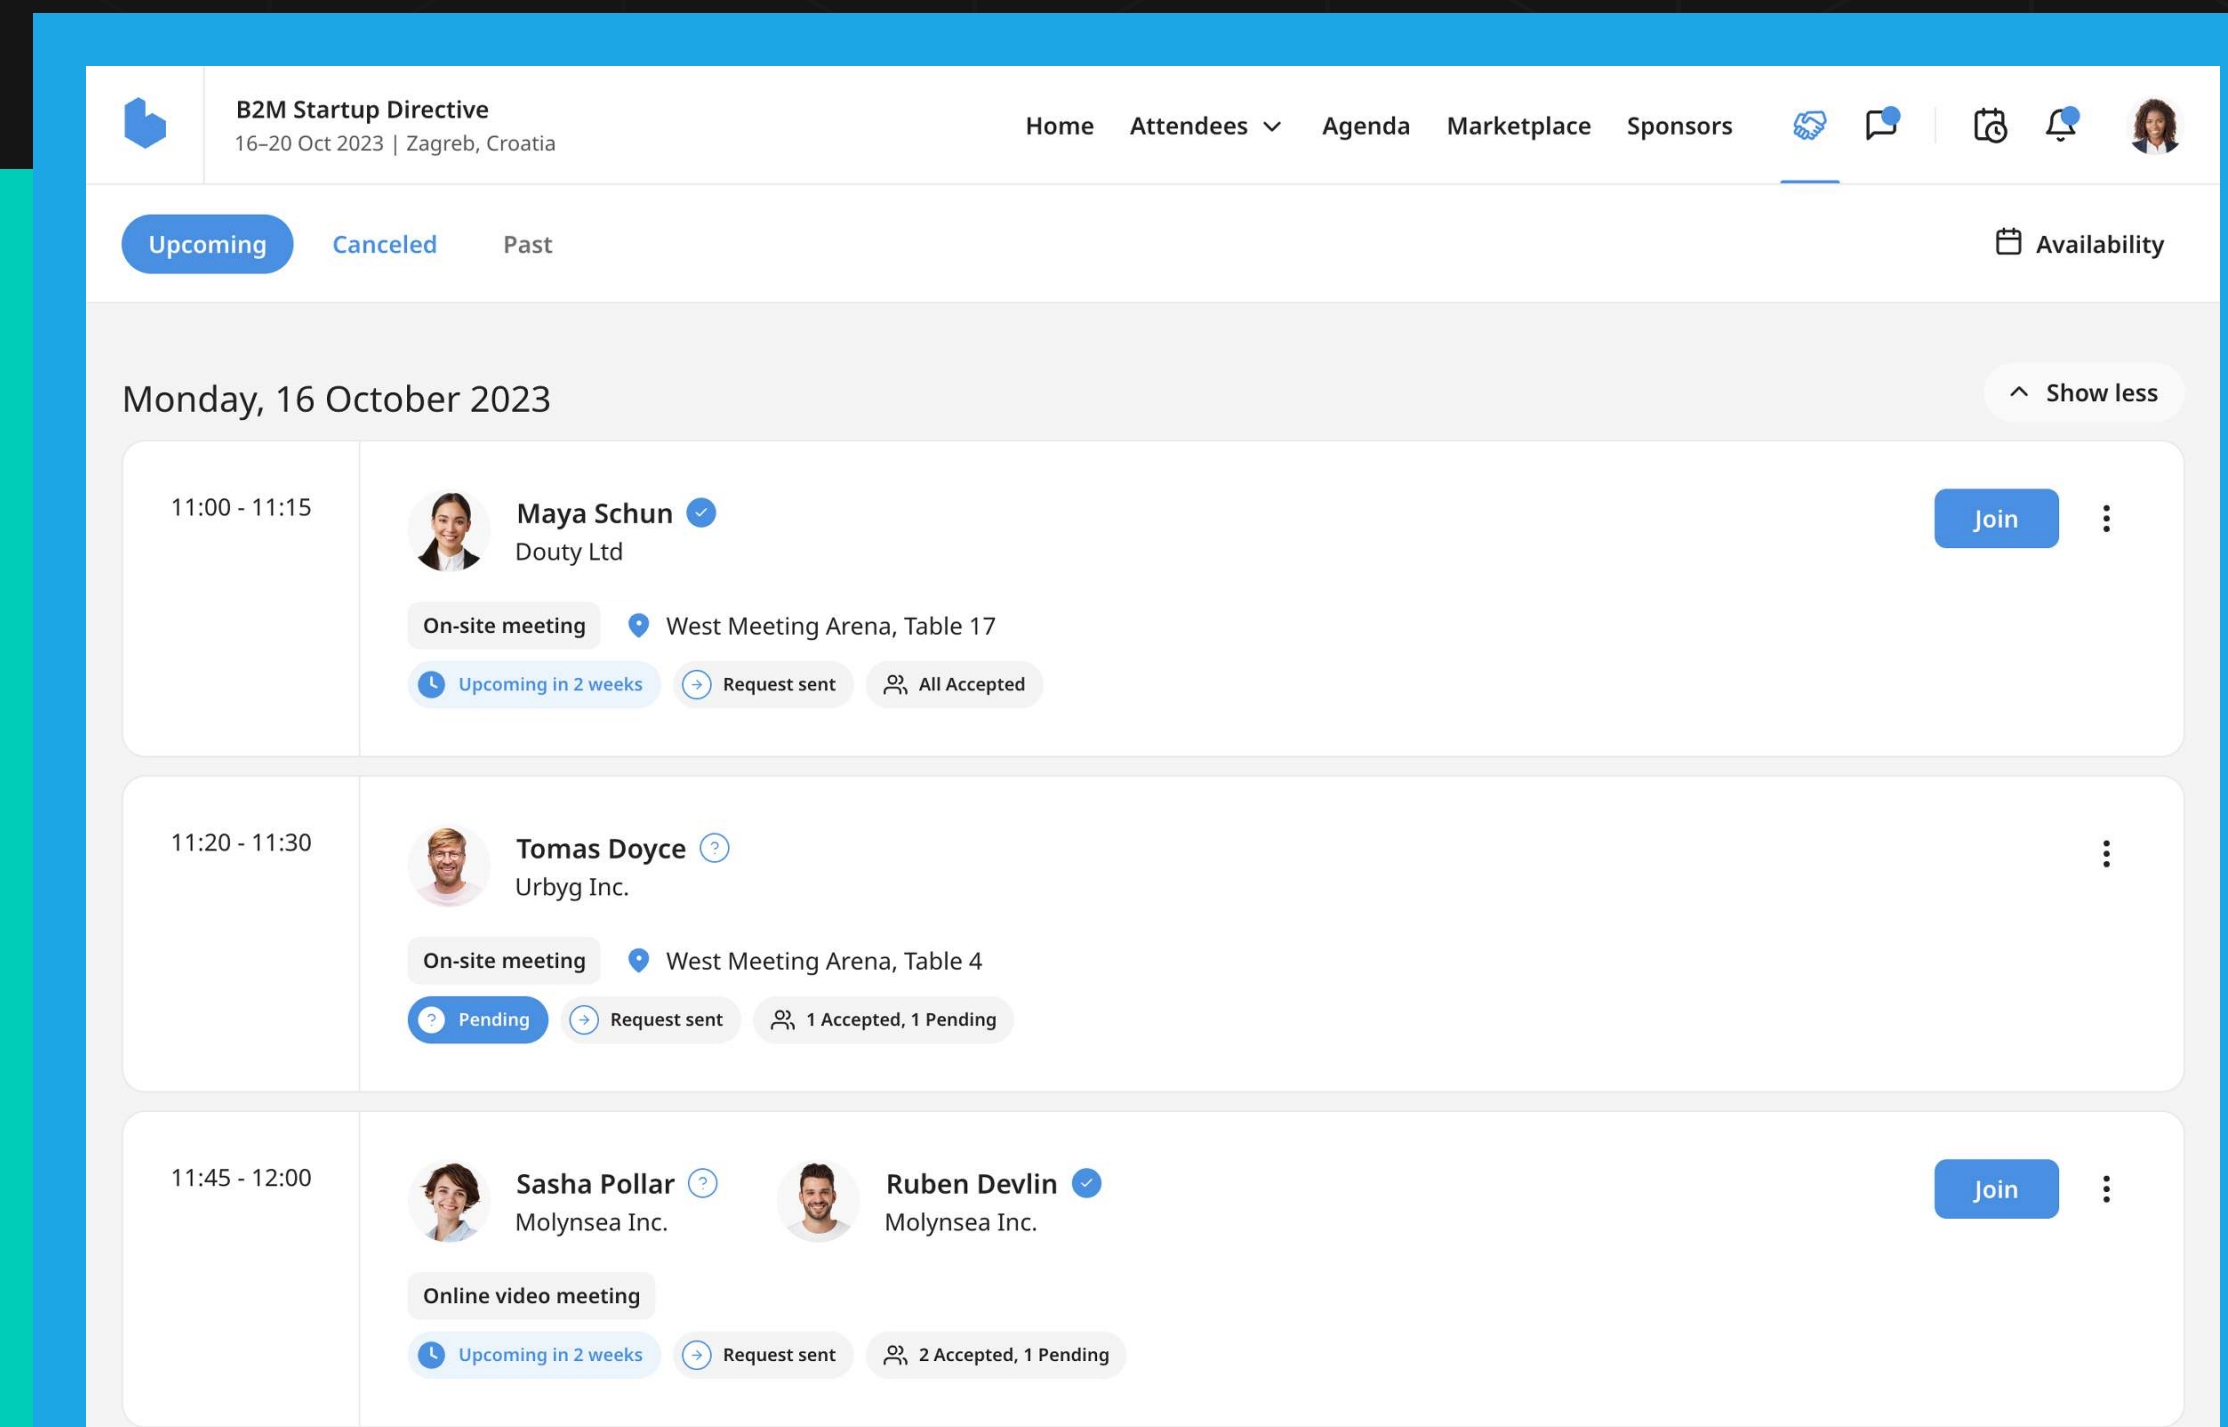 B2M Startup Directive
16–20 Oct 2023 | Zagreb, Croatia
Home Attendees Agenda Marketplace Sponsors
Upcoming Canceled Past Availability
Monday, 16 October 2023 Show less
11:00 - 11:15 Maya Schun Join
Douty Ltd
On-site meeting West Meeting Arena, Table 17
Upcoming in 2 weeks Request sent All Accepted
11:20 - 11:30 Tomas Doyce ?
Urbyg Inc.
On-site meeting West Meeting Arena, Table 4
? Pending Request sent 1 Accepted, 1 Pending
11:45 - 12:00 Sasha Pollar ? Ruben Devlin Join
Molynsea Inc. Molynsea Inc.
Online video meeting
Upcoming in 2 weeks Request sent 2 Accepted, 1 Pending